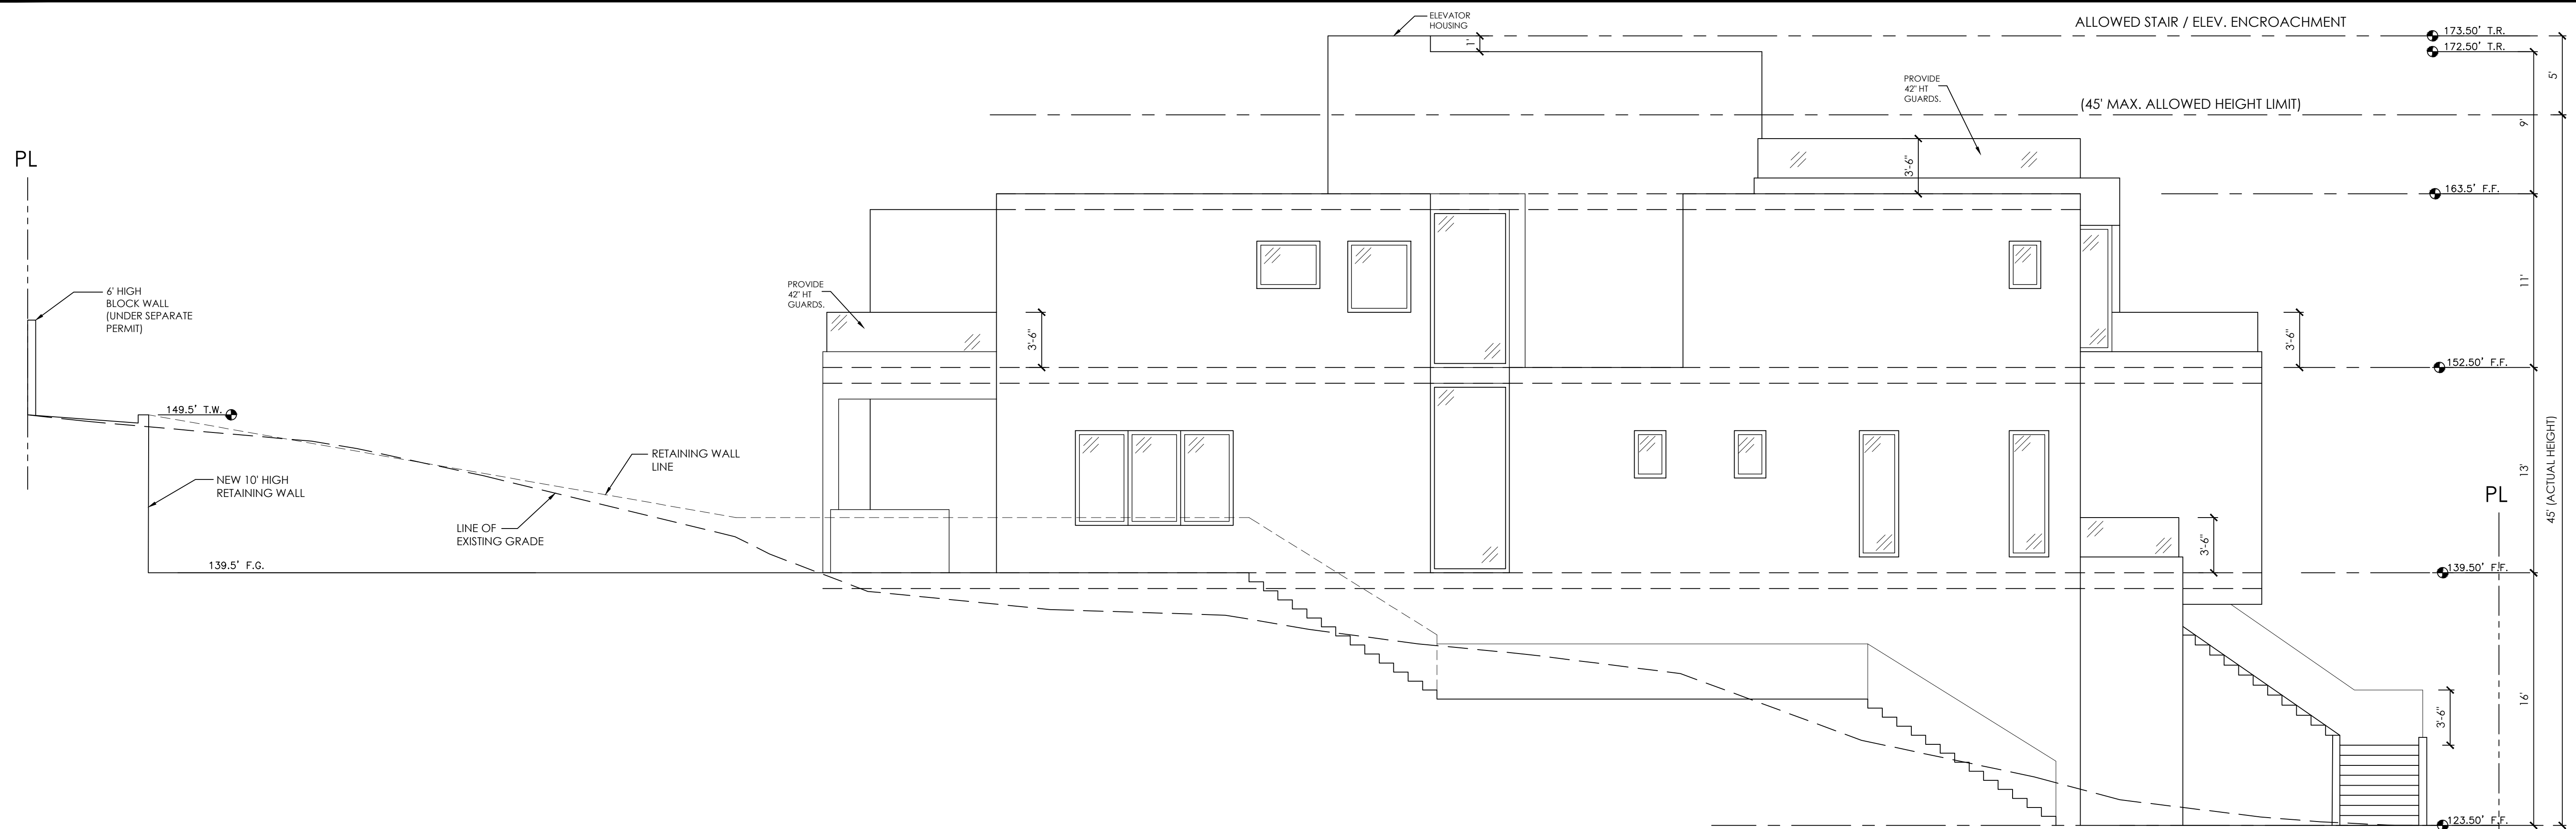 ELEVATOR
HOUSING
ALLOWED STAIR / ELEV. ENCROACHMENT
173.50' T.R.
172.50' T.R.
1'
5'
PROVIDE
42" HT
GUARDS.
(45' MAX. ALLOWED HEIGHT LIMIT)
9'
PL
3'-6"
163.5' F.F.
6' HIGH
BLOCK WALL
(UNDER SEPARATE
PERMIT)
PROVIDE
42" HT
GUARDS.
11'
3'-6"
3'-6"
152.50' F.F.
149.5' T.W.
RETAINING WALL
LINE
NEW 10' HIGH
RETAINING WALL
13'
45' (ACTUAL HEIGHT)
PL
LINE OF
EXISTING GRADE
3'-6"
139.5' F.G.
139.50' F.F.
16'
3'-6"
123.50' F.F.